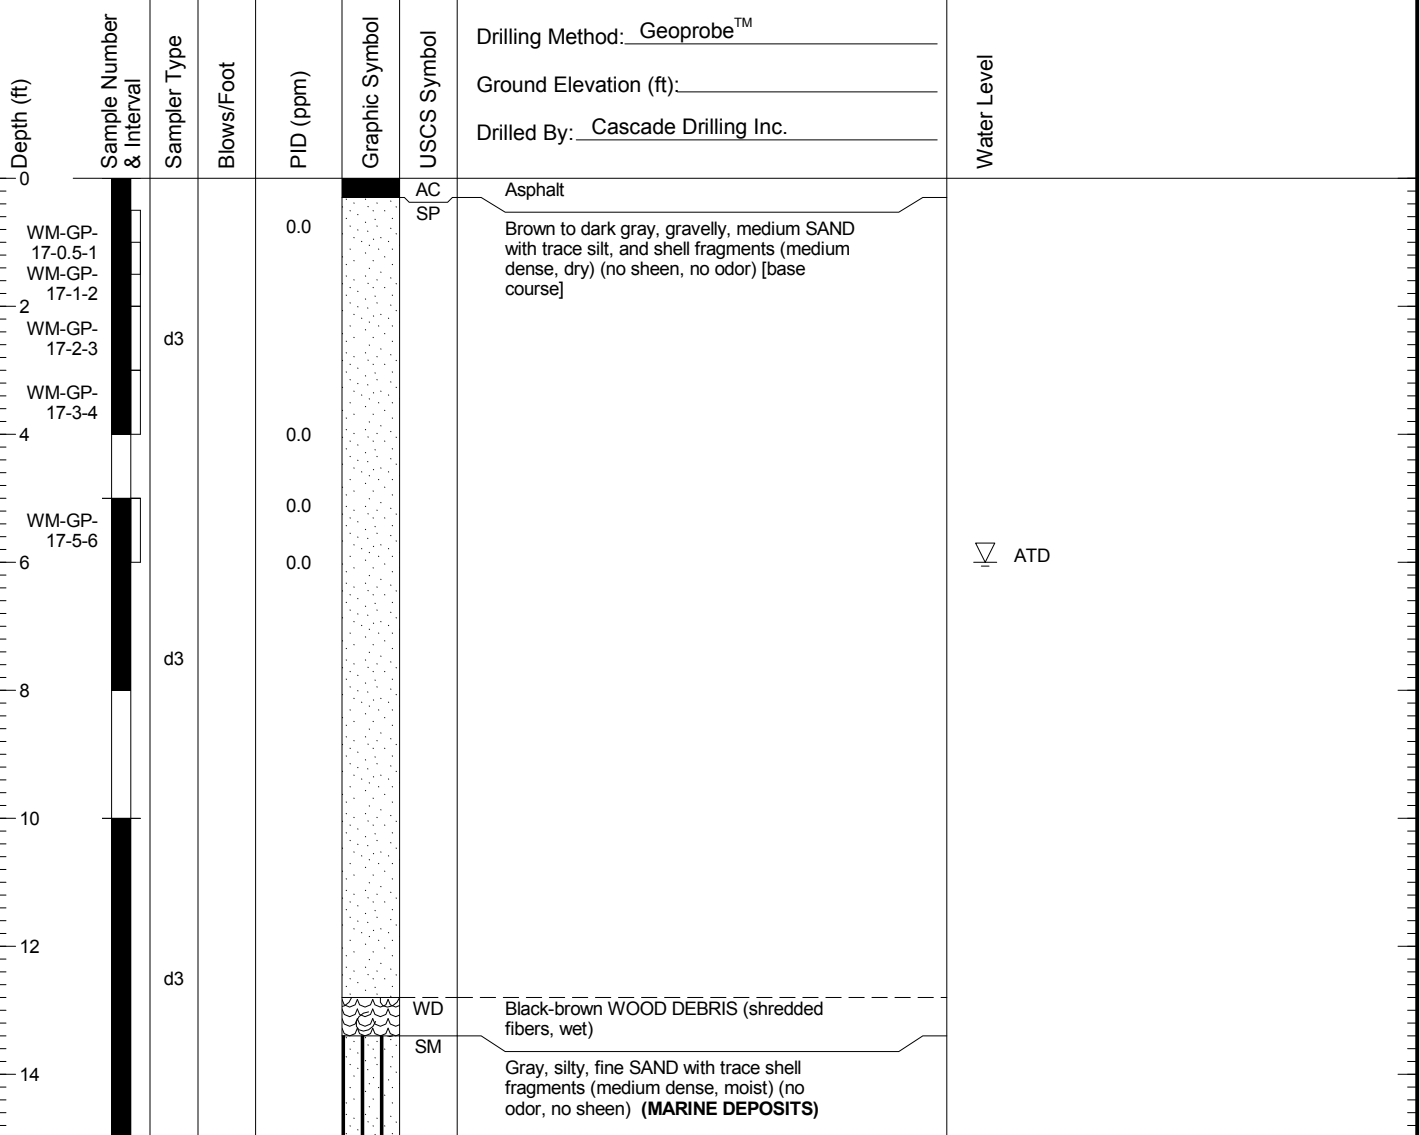 Depth (ft)
Sample Number
& Interval
Sampler Type
Blows/Foot
PID (ppm)
Graphic Symbol
USCS Symbol
Drilling Method: Geoprobe™
Ground Elevation (ft):
Drilled By: Cascade Drilling Inc.
Water Level
0
AC
Asphalt
SP
WM-GP-
17-0.5-1
0.0
Brown to dark gray, gravelly, medium SAND
with trace silt, and shell fragments (medium
dense, dry) (no sheen, no odor) [base
course]
WM-GP-
17-1-2
2
WM-GP-
17-2-3
d3
WM-GP-
17-3-4
4
0.0
0.0
WM-GP-
17-5-6
6
0.0
ATD
d3
8
10
12
d3
WD
Black-brown WOOD DEBRIS (shredded
fibers, wet)
SM
14
Gray, silty, fine SAND with trace shell
fragments (medium dense, moist) (no
odor, no sheen) (MARINE DEPOSITS)